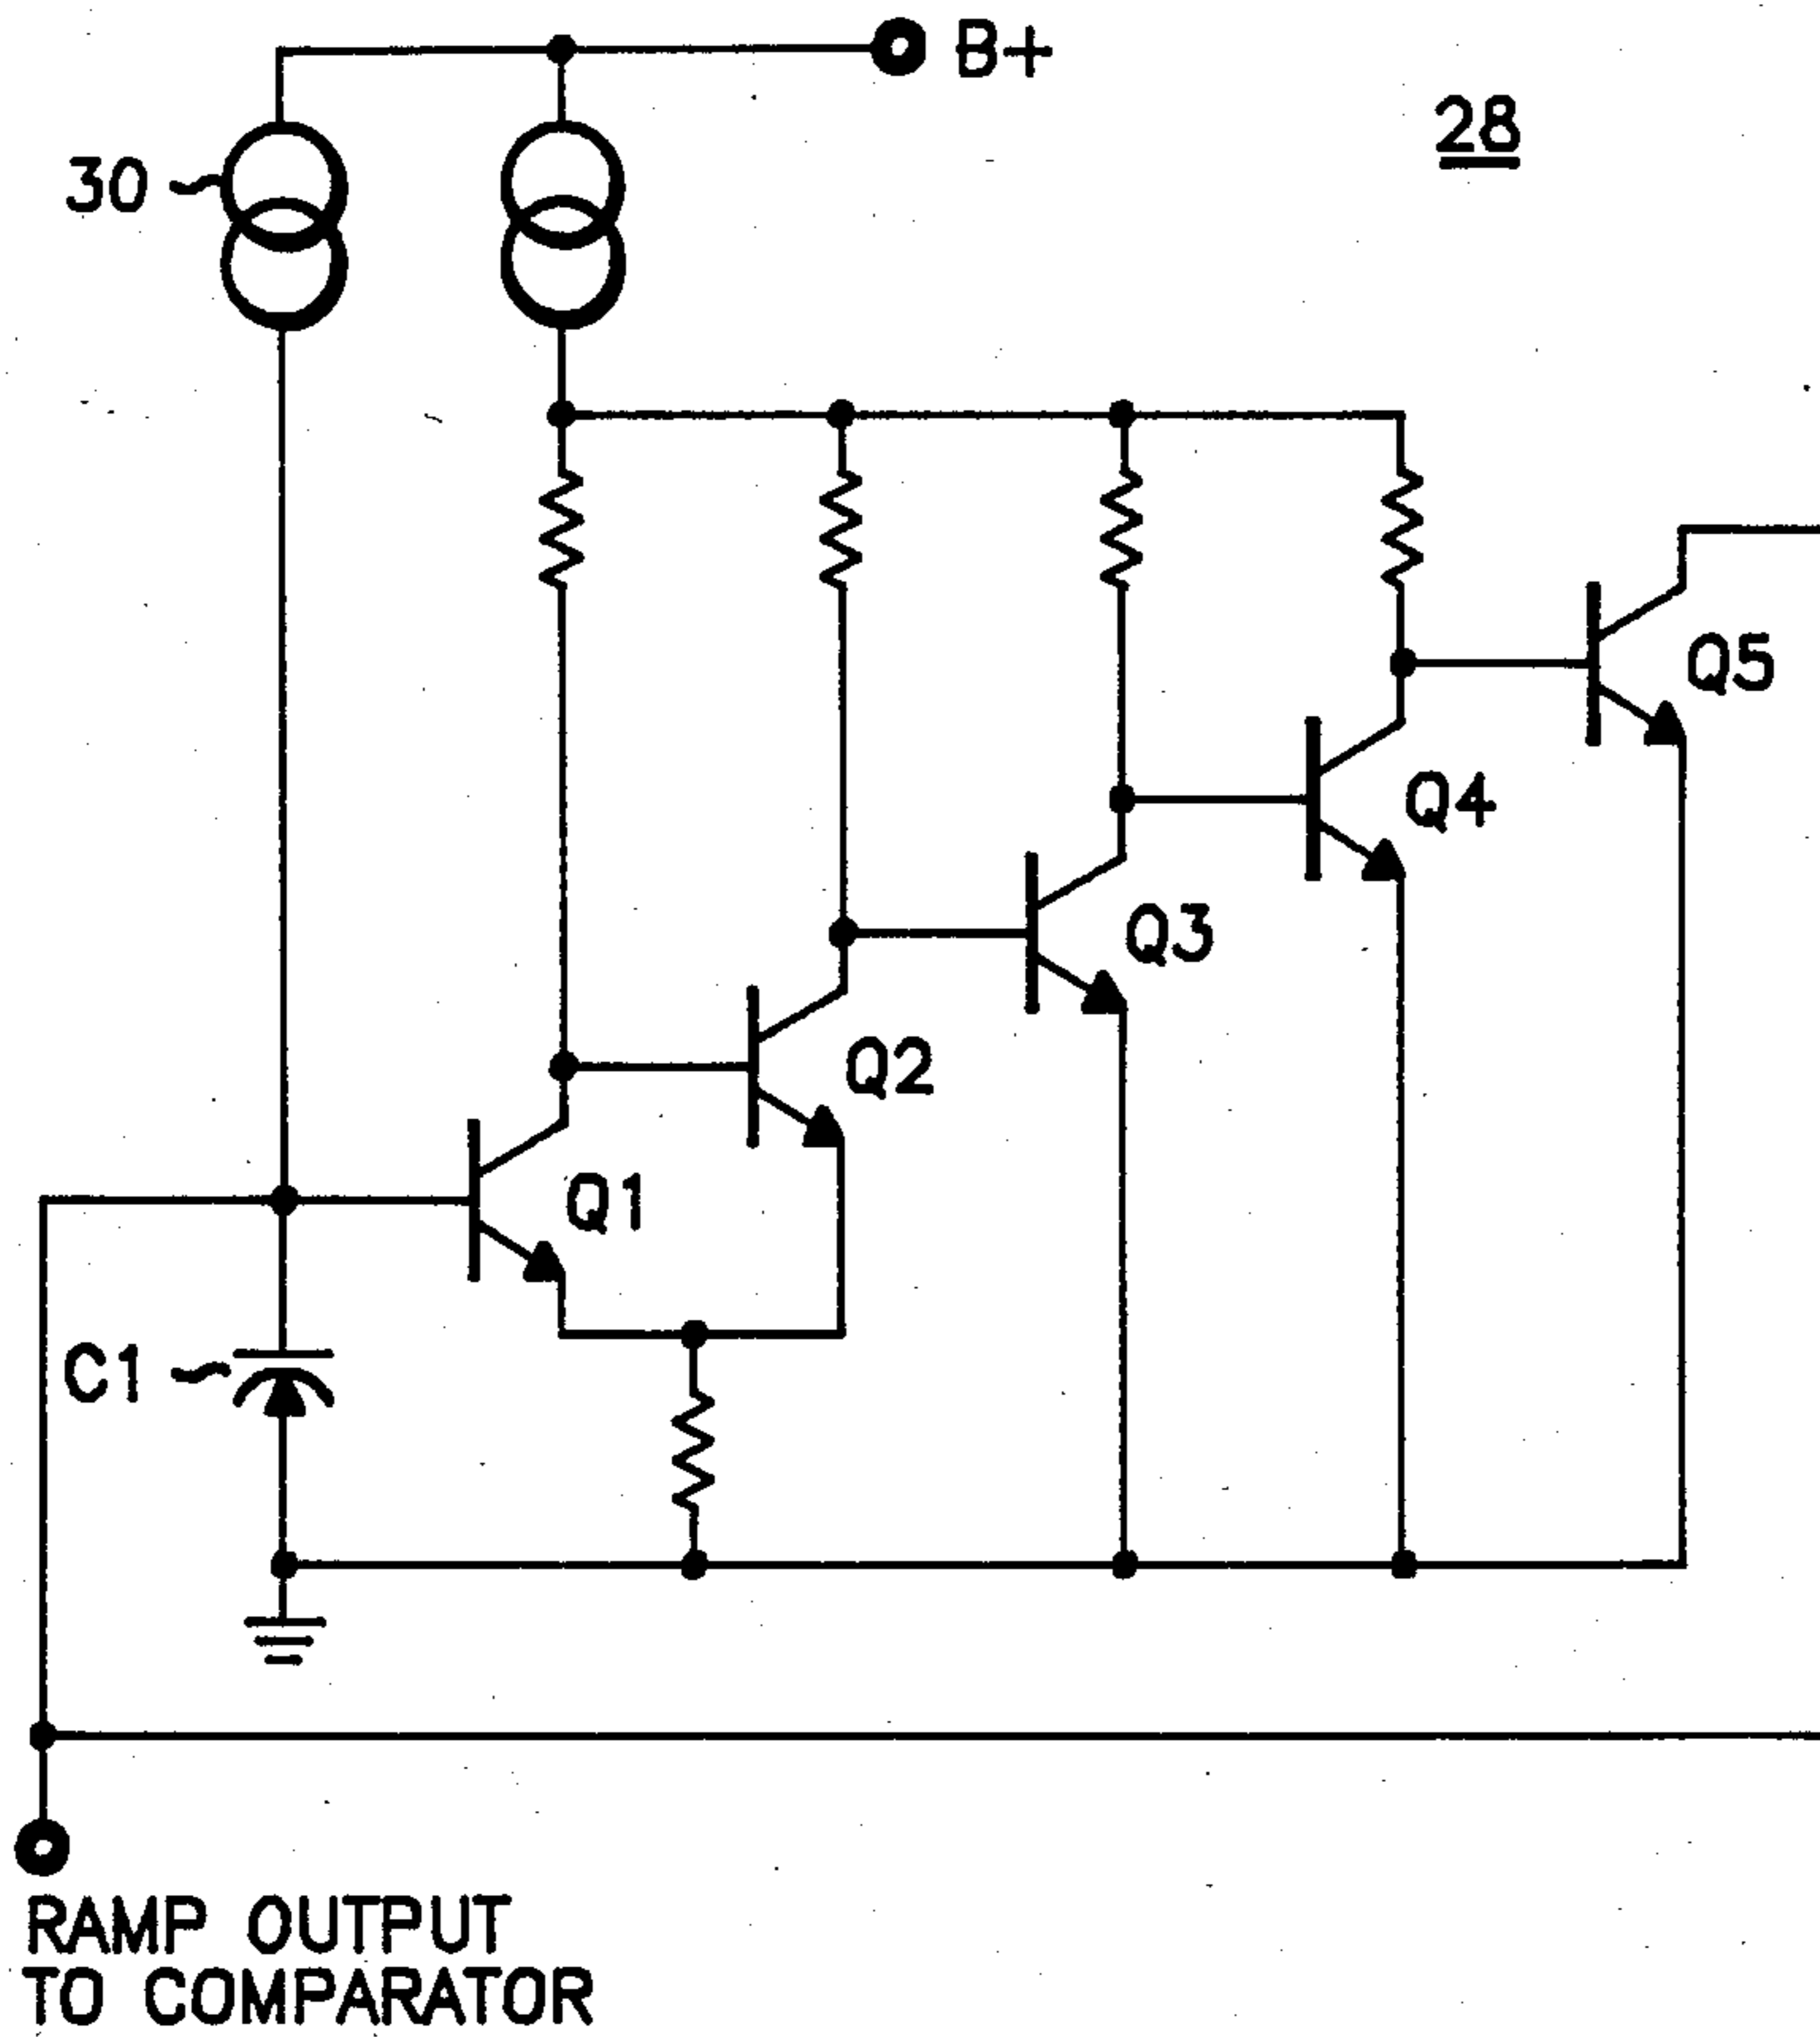 B+
28
30
Q5
Q4
Q3
Q2
Q1
C1
RAMP OUTPUT
TO COMPARATOR